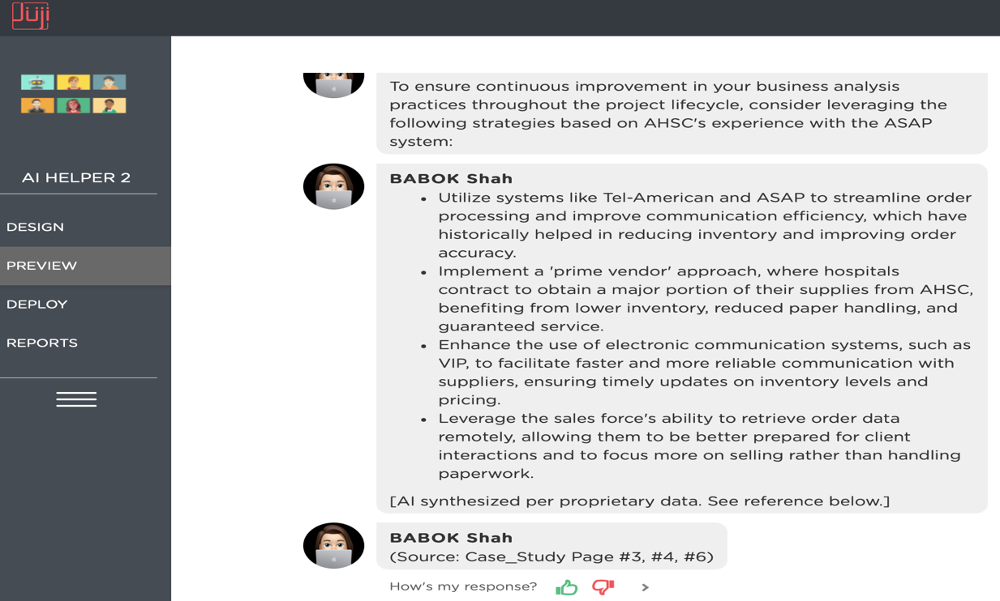 Juji
AI HELPER 2
DESIGN
PREVIEW
DEPLOY
REPORTS
To ensure continuous improvement in your business analysis
practices throughout the project lifecycle, consider leveraging the
following strategies based on AHSC's experience with the ASAP
system:
BABOK Shah
• Utilize systems like Tel-American and ASAP to streamline order
processing and improve communication efficiency, which have
historically helped in reducing inventory and improving order
accuracy.
• Implement a 'prime vendor' approach, where hospitals
contract to obtain a major portion of their supplies from AHSC,
benefiting from lower inventory, reduced paper handling, and
guaranteed service.
• Enhance the use of electronic communication systems, such as
VIP, to facilitate faster and more reliable communication with
suppliers, ensuring timely updates on inventory levels and
pricing.
• Leverage the sales force's ability to retrieve order data
remotely, allowing them to be better prepared for client
interactions and to focus more on selling rather than handling
paperwork.
[AI synthesized per proprietary data. See reference below.]
BABOK Shah
(Source: Case_Study Page #3, #4, #6)
How's my response?